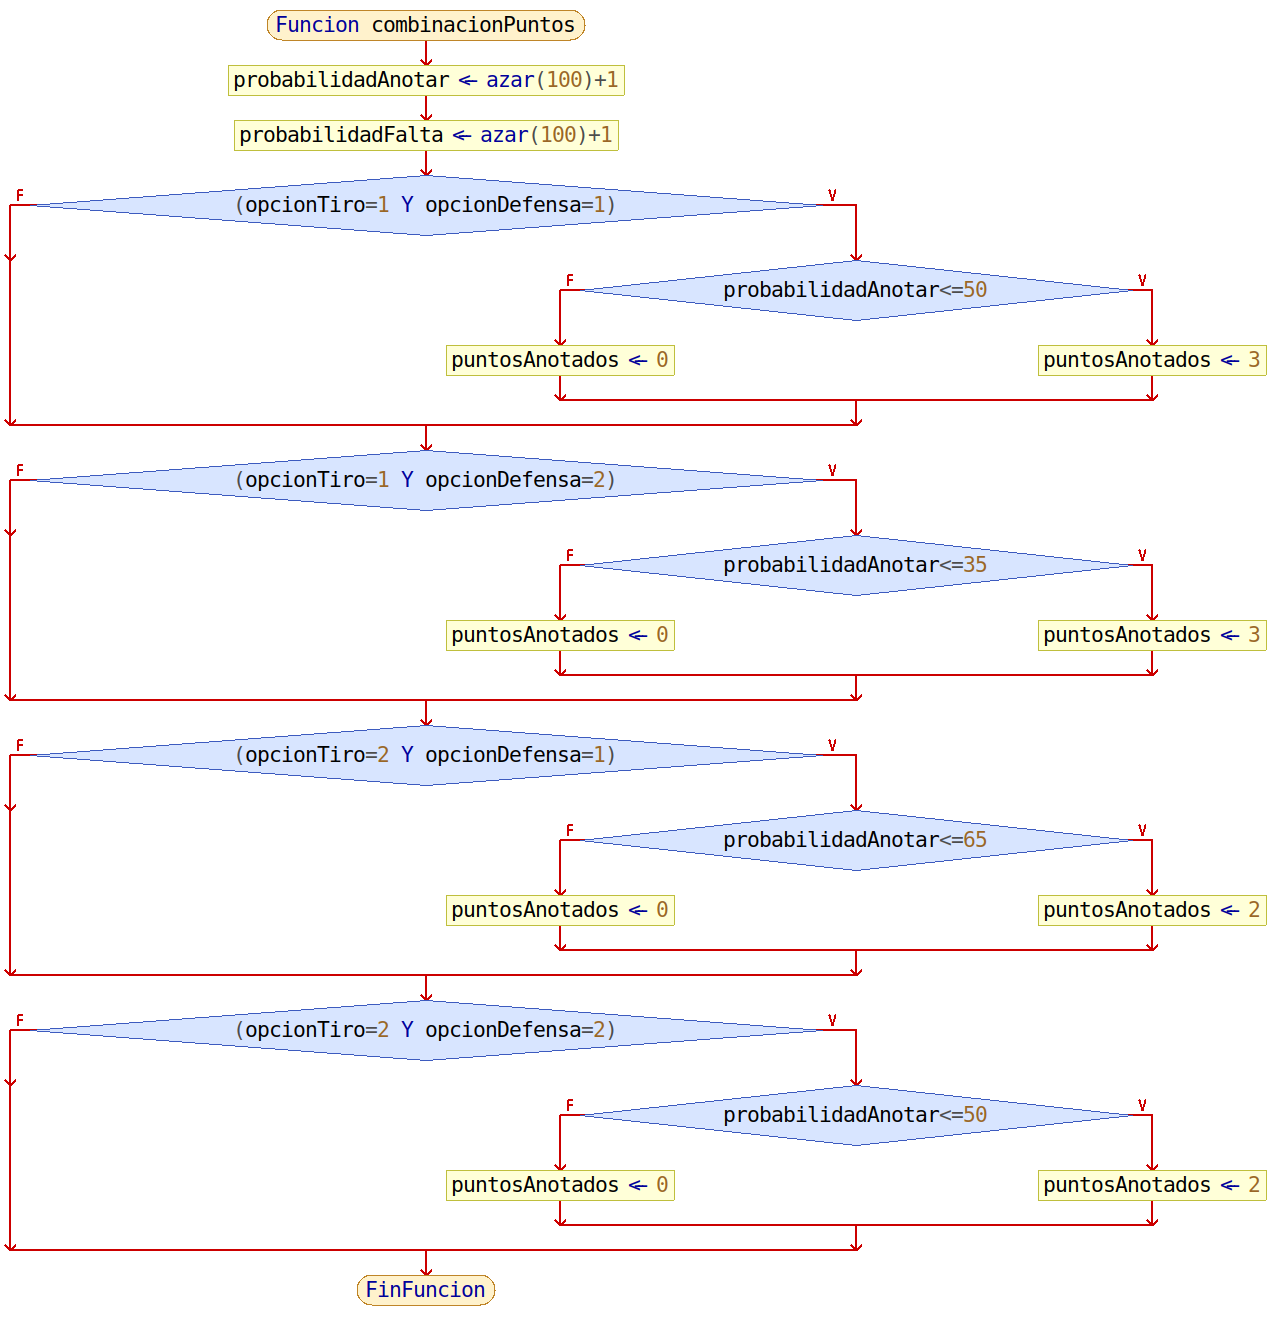 Funcion combinacionPuntos
probabilidadAnotar <- azar(100)+1
probabilidadFalta <- azar(100)+1
F
(opcionTiro=1 Y opcionDefensa=1)
V
F
probabilidadAnotar<=50
V
puntosAnotados <- 0
puntosAnotados <- 3
F
(opcionTiro=1 Y opcionDefensa=2)
V
F
probabilidadAnotar<=35
V
puntosAnotados <- 0
puntosAnotados <- 3
F
(opcionTiro=2 Y opcionDefensa=1)
V
F
probabilidadAnotar<=65
V
puntosAnotados <- 0
puntosAnotados <- 2
F
(opcionTiro=2 Y opcionDefensa=2)
V
F
probabilidadAnotar<=50
V
puntosAnotados <- 0
puntosAnotados <- 2
FinFuncion